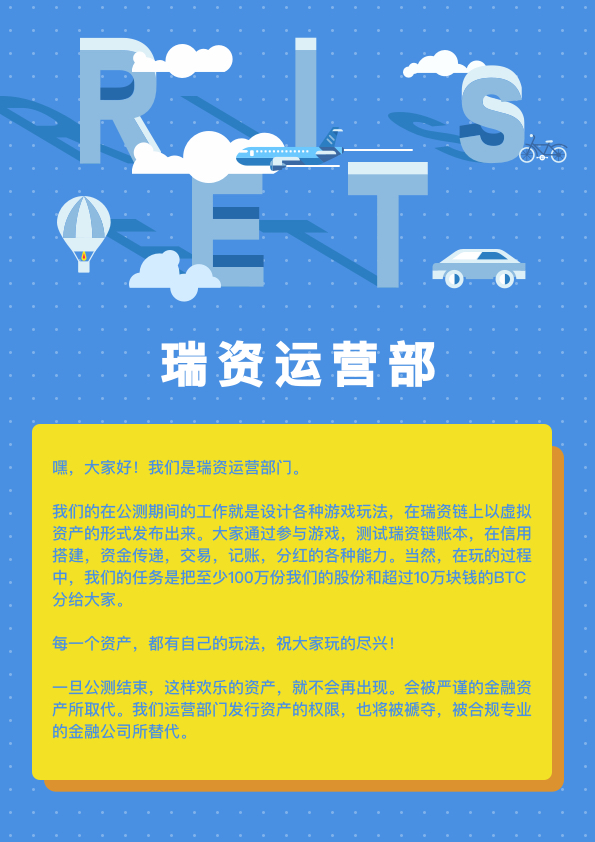 RIS
ET
瑞资运营部
嘿，大家好！我们是瑞资运营部门。
我们的在公测期间的工作就是设计各种游戏玩法，在瑞资链上以虚拟
资产的形式发布出来。大家通过参与游戏，测试瑞资链账本，在信用
搭建，资金传递，交易，记账，分红的各种能力。当然，在玩的过程
中，我们的任务是把至少100万份我们的股份和超过10万块钱的BTC
分给大家。
每一个资产，都有自己的玩法，祝大家玩的尽兴！
一旦公测结束，这样欢乐的资产，就不会再出现。会被严谨的金融资
产所取代。我们运营部门发行资产的权限，也将被褫夺，被合规专业
的金融公司所替代。